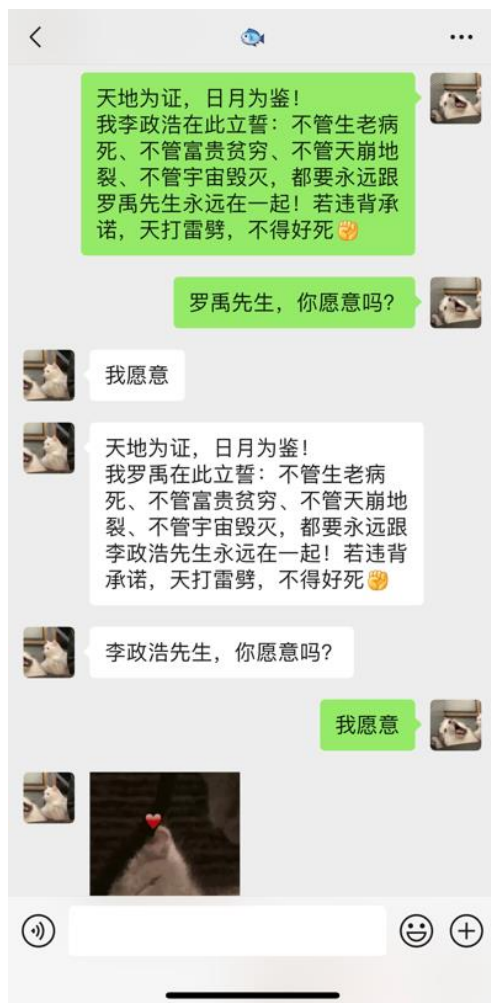 天地为证，日月为鉴！
我李政浩在此立誓：不管生老病
死、不管富贵贫穷、不管天崩地
裂、不管宇宙毁灭，都要永远跟
罗禹先生永远在一起！若违背承
诺，天打雷劈，不得好死✊
罗禹先生，你愿意吗？
我愿意
天地为证，日月为鉴！
我罗禹在此立誓：不管生老病
死、不管富贵贫穷、不管天崩地
裂、不管宇宙毁灭，都要永远跟
李政浩先生永远在一起！若违背
承诺，天打雷劈，不得好死✊
李政浩先生，你愿意吗？
我愿意